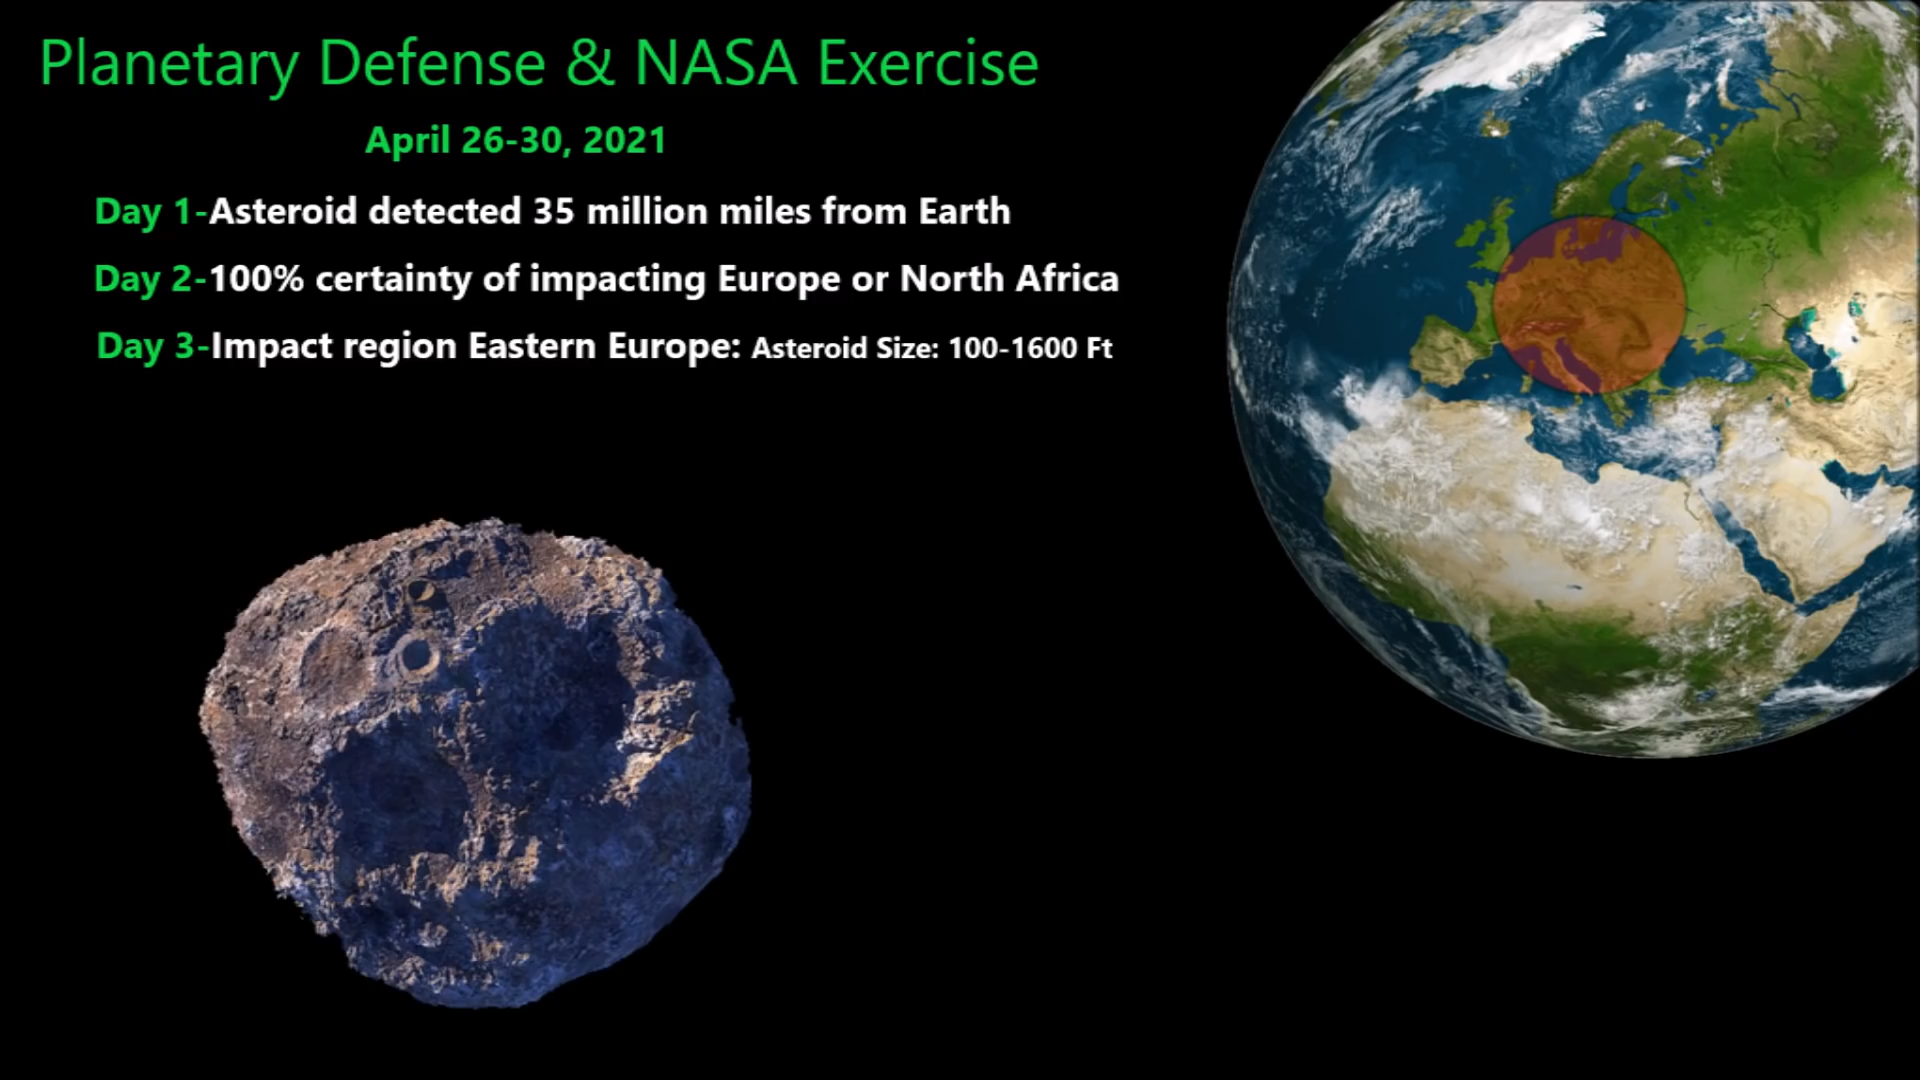 Planetary Defense & NASA Exercise
April 26-30, 2021
Day 1-Asteroid detected 35 million miles from Earth
Day 2-100% certainty of impacting Europe or North Africa
Day 3-Impact region Eastern Europe: Asteroid Size: 100-1600 Ft